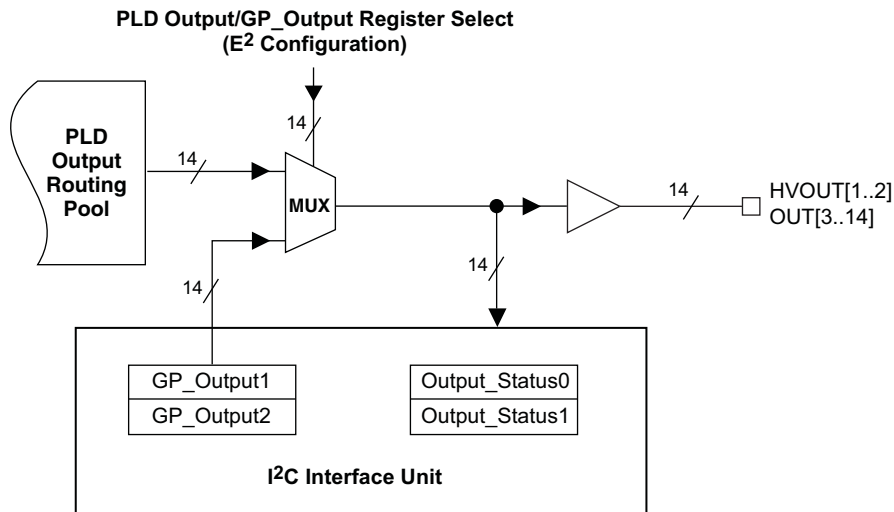 PLD Output/GP_Output Register Select
(E² Configuration)
14
PLD
Output
Routing
Pool
14
MUX
14
HVOUT[1..2]
OUT[3..14]
14
14
GP_Output1
GP_Output2
Output_Status0
Output_Status1
I²C Interface Unit